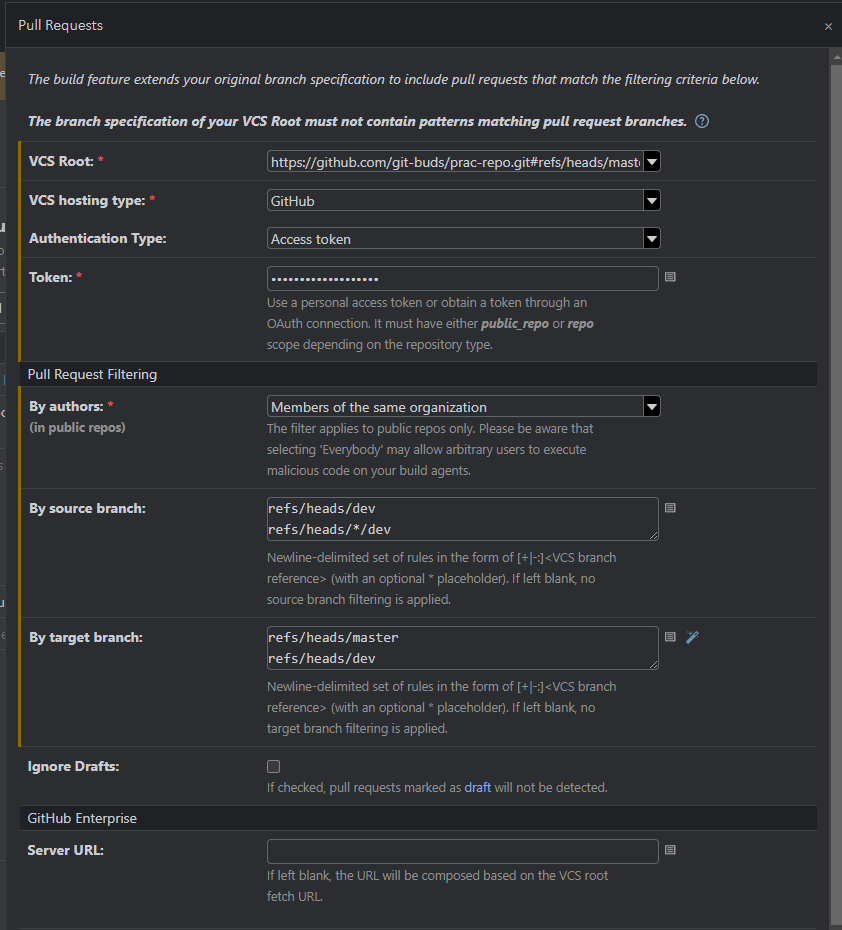 Pull Requests
×
The build feature extends your original branch specification to include pull requests that match the filtering criteria below.
The branch specification of your VCS Root must not contain patterns matching pull request branches. ?
VCS Root: *
https://github.com/git-buds/prac-repo.git#refs/heads/mast
VCS hosting type: *
GitHub
Authentication Type:
Access token
Token: *
•••••••••••••••••••
Use a personal access token or obtain a token through an
OAuth connection. It must have either public_repo or repo
scope depending on the repository type.
Pull Request Filtering
By authors: *
(in public repos)
Members of the same organization
The filter applies to public repos only. Please be aware that
selecting 'Everybody' may allow arbitrary users to execute
malicious code on your build agents.
By source branch:
refs/heads/dev
refs/heads/*/dev
Newline-delimited set of rules in the form of [+|-:]<VCS branch
reference> (with an optional * placeholder). If left blank, no
source branch filtering is applied.
By target branch:
refs/heads/master
refs/heads/dev
Newline-delimited set of rules in the form of [+|-:]<VCS branch
reference> (with an optional * placeholder). If left blank, no
target branch filtering is applied.
Ignore Drafts:
If checked, pull requests marked as draft will not be detected.
GitHub Enterprise
Server URL:
If left blank, the URL will be composed based on the VCS root
fetch URL.